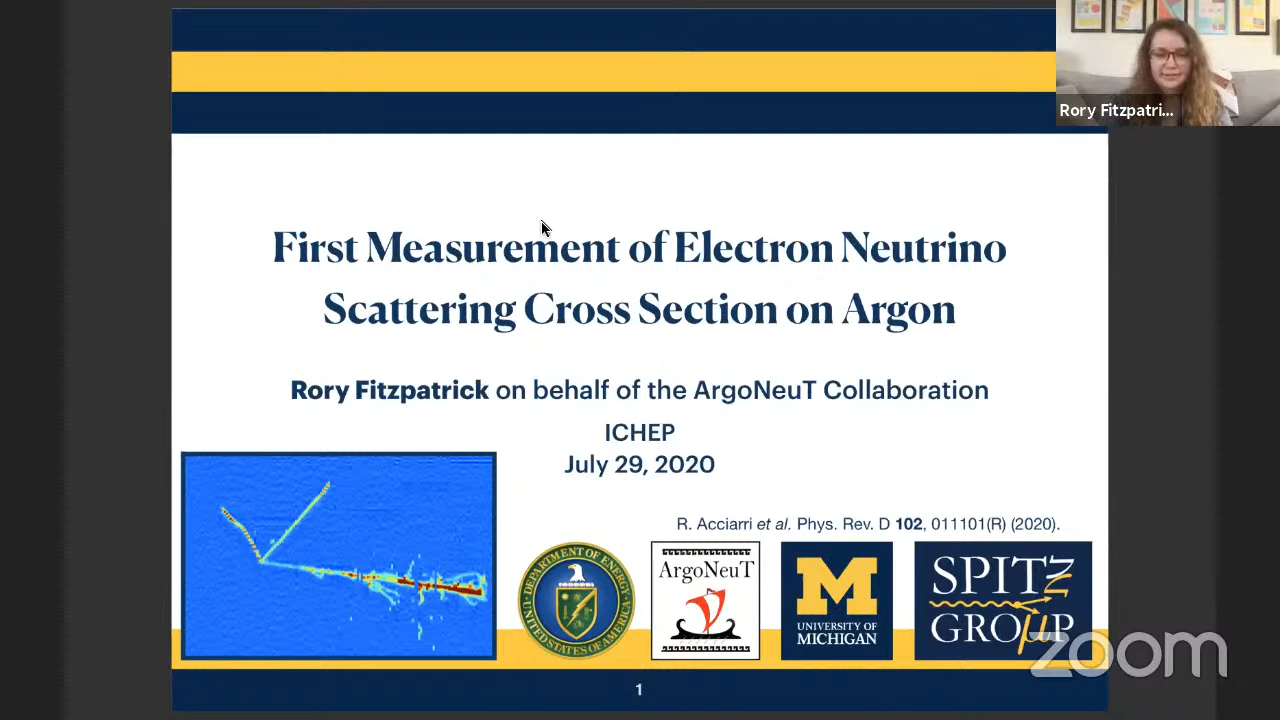 Rory Fitzpatri...
First Measurement of Electron Neutrino
Scattering Cross Section on Argon
Rory Fitzpatrick on behalf of the ArgoNeuT Collaboration
ICHEP
July 29, 2020
R. Acciarri et al. Phys. Rev. D 102, 011101(R) (2020).
DEPARTMENT OF ENERGY
UNITED STATES OF AMERICA
ArgoNeuT
M
UNIVERSITY OF
MICHIGAN
SPITZ
GROUP
zoom
1